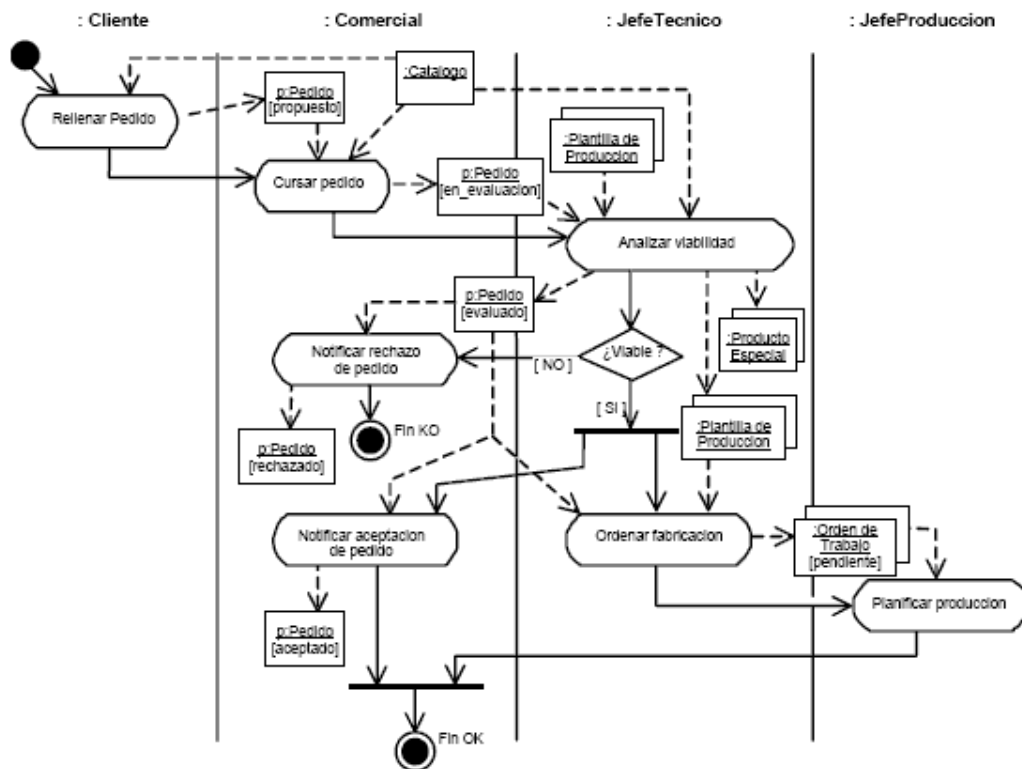 : Cliente
: Comercial
: JefeTecnico
: JefeProduccion
:Catalogo
p:Pedido
[propuesto]
Rellenar Pedido
:Plantilla de
Produccion
Cursar pedido
p:Pedido
[en_evaluacion]
Analizar viabilidad
p:Pedido
[evaluado]
:Producto
Especial
Notificar rechazo
de pedido
[ NO ]
¿Viable ?
[ SI ]
Fin KO
:Plantilla de
Produccion
p:Pedido
[rechazado]
Notificar aceptacion
de pedido
Ordenar fabricacion
:Orden de
Trabajo
[pendiente]
Planificar produccion
p:Pedido
[aceptado]
Fin OK